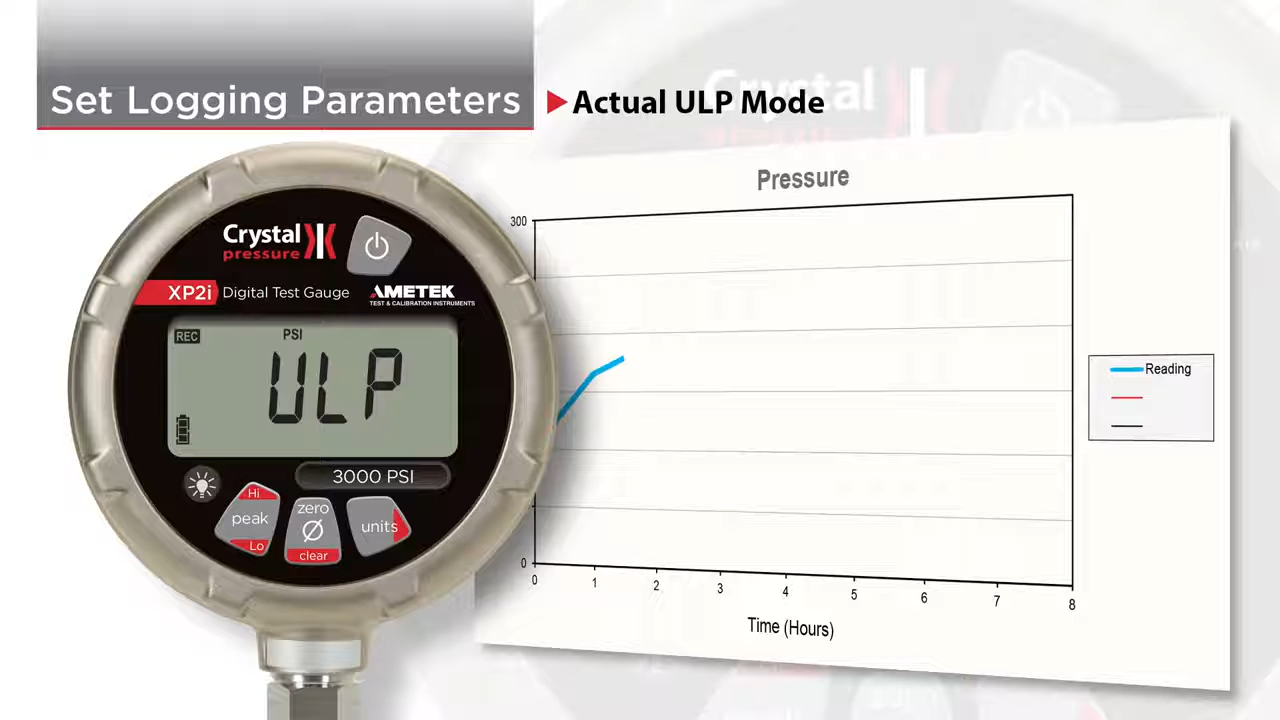 Set Logging Parameters
Actual ULP Mode
Crystal
Crystal
pressure
XP2i Digital Test Gauge
AMETEK
TEST & CALIBRATION INSTRUMENTS
REC
PSI
ULP
3000 PSI
Hi
peak
Lo
zero
clear
units
Pressure
300
0
0 1 2 3 4 5 6 7 8
Time (Hours)
Reading